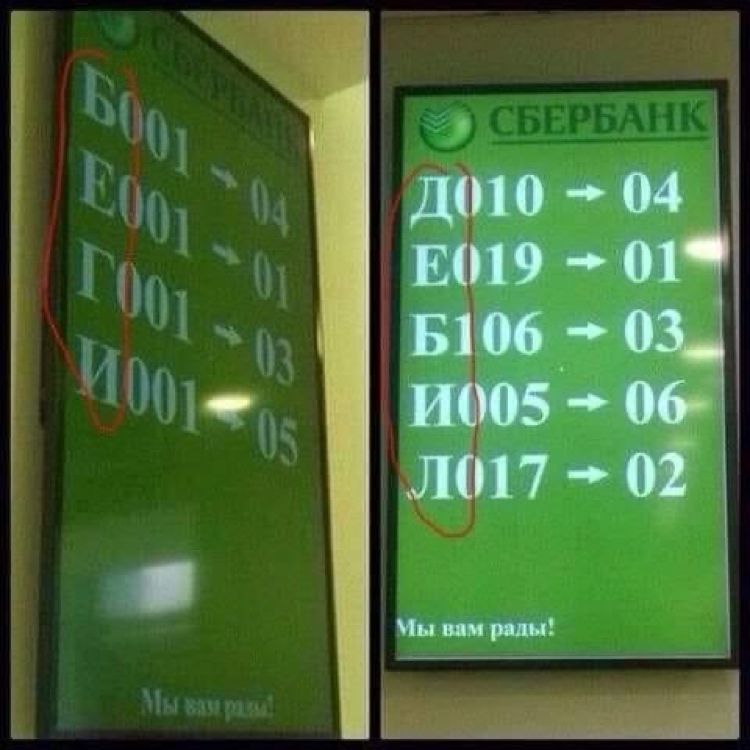 СБЕРБАНК
Б001 → 04
Е001 → 01
Г001 → 03
И001 → 05
Мы вам рады!
СБЕРБАНК
Д010 → 04
Е019 → 01
Б106 → 03
И005 → 06
Л017 → 02
Мы вам рады!